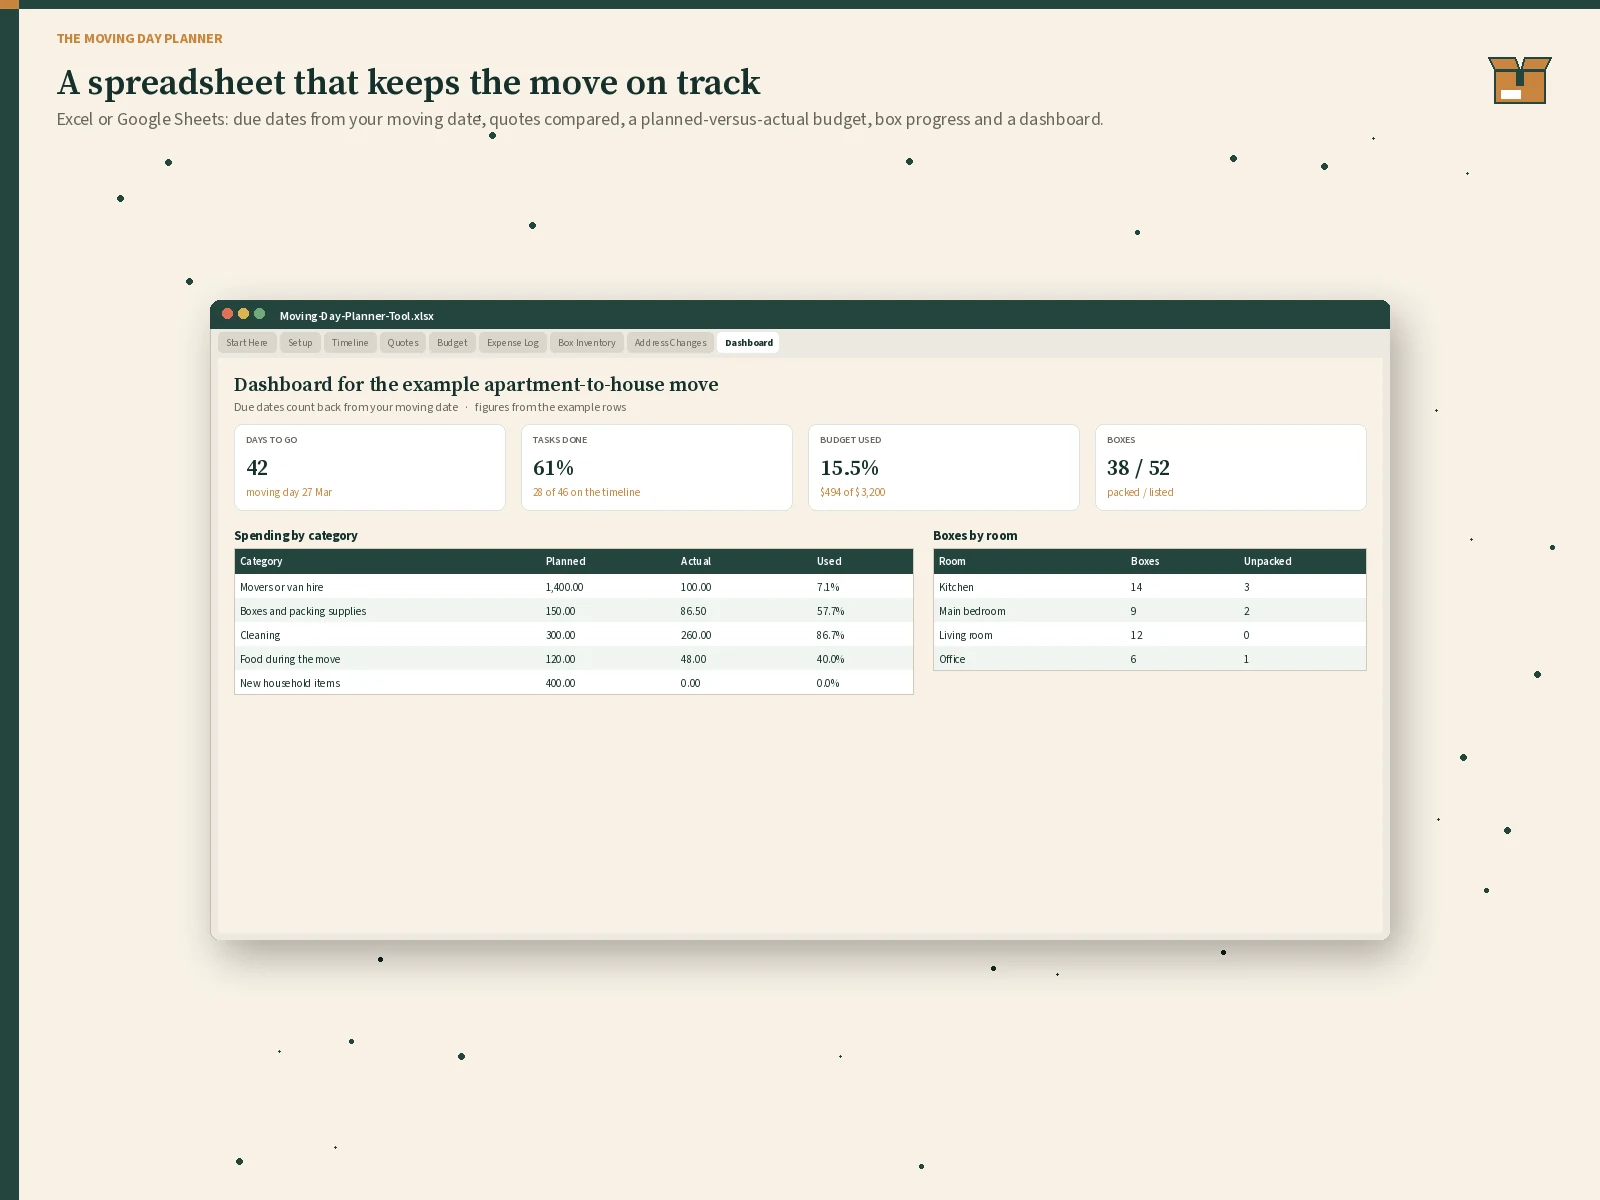 THE MOVING DAY PLANNER
A spreadsheet that keeps the move on track
Excel or Google Sheets: due dates from your moving date, quotes compared, a planned-versus-actual budget, box progress and a dashboard.
Moving-Day-Planner-Tool.xlsx
Start Here Setup Timeline Quotes Budget Expense Log Box Inventory Address Changes Dashboard
Dashboard for the example apartment-to-house move
Due dates count back from your moving date · figures from the example rows
DAYS TO GO
42
moving day 27 Mar
TASKS DONE
61%
28 of 46 on the timeline
BUDGET USED
15.5%
$494 of $3,200
BOXES
38 / 52
packed / listed
Spending by category
Category Planned Actual Used
Movers or van hire 1,400.00 100.00 7.1%
Boxes and packing supplies 150.00 86.50 57.7%
Cleaning 300.00 260.00 86.7%
Food during the move 120.00 48.00 40.0%
New household items 400.00 0.00 0.0%
Boxes by room
Room Boxes Unpacked
Kitchen 14 3
Main bedroom 9 2
Living room 12 0
Office 6 1